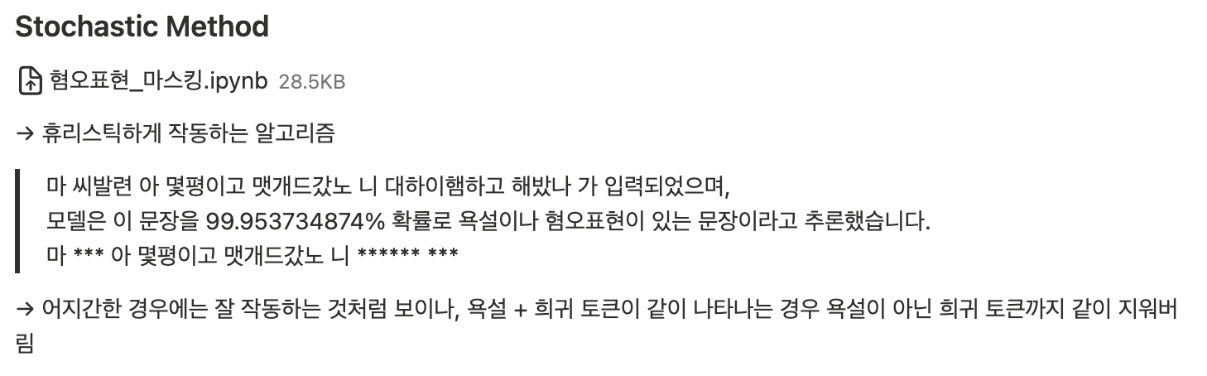 Stochastic Method
혐오표현_마스킹.ipynb 28.5KB
→ 휴리스틱하게 작동하는 알고리즘
마 씨발련 아 몇평이고 맷개드갔노 니 대하이햄하고 해밨나 가 입력되었으며,
모델은 이 문장을 99.953734874% 확률로 욕설이나 혐오표현이 있는 문장이라고 추론했습니다.
마 *** 아 몇평이고 맷개드갔노 니 ****** ***
→ 어지간한 경우에는 잘 작동하는 것처럼 보이나, 욕설 + 희귀 토큰이 같이 나타나는 경우 욕설이 아닌 희귀 토큰까지 같이 지워버
림